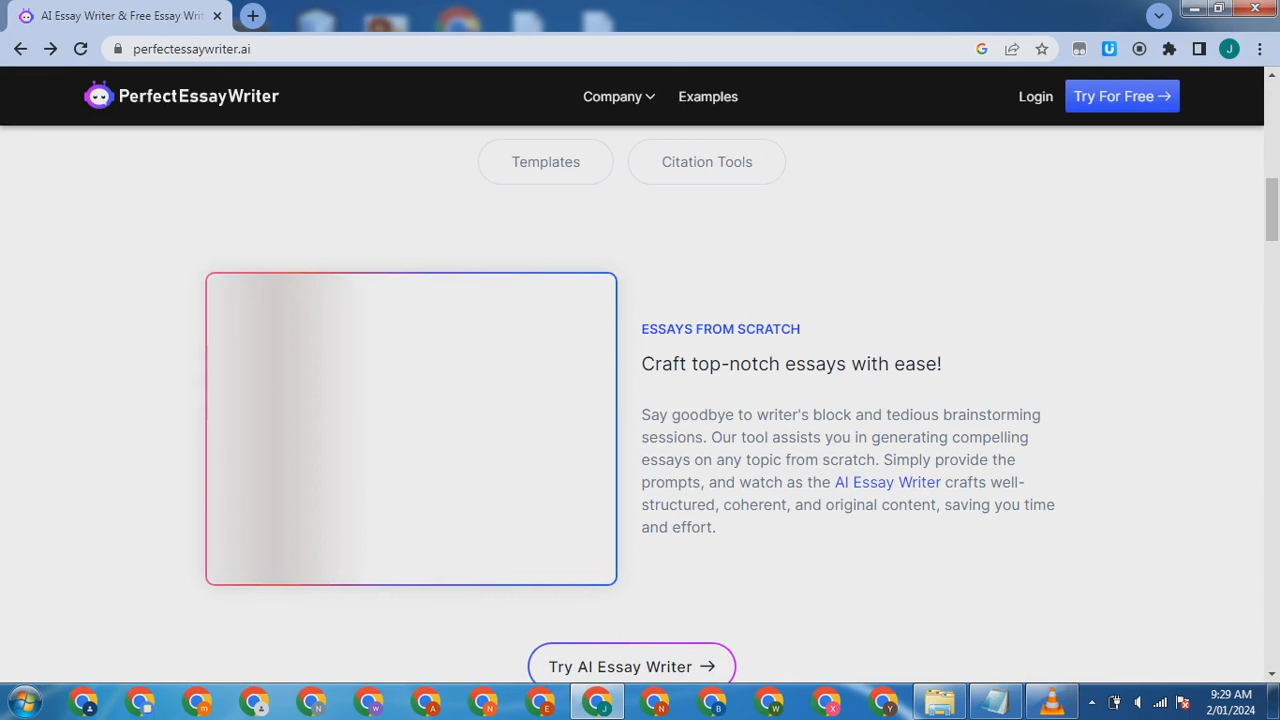 AI Essay Writer & Free Essay Writ
perfectessaywriter.ai
J
PerfectEssayWriter
Company
Examples
Login
Try For Free →
Templates
Citation Tools
ESSAYS FROM SCRATCH
Craft top-notch essays with ease!
Say goodbye to writer's block and tedious brainstorming
sessions. Our tool assists you in generating compelling
essays on any topic from scratch. Simply provide the
prompts, and watch as the AI Essay Writer crafts well-
structured, coherent, and original content, saving you time
and effort.
Try AI Essay Writer →
N
W
A
N
E
J
N
B
W
X
Y
9:29 AM
2/01/2024